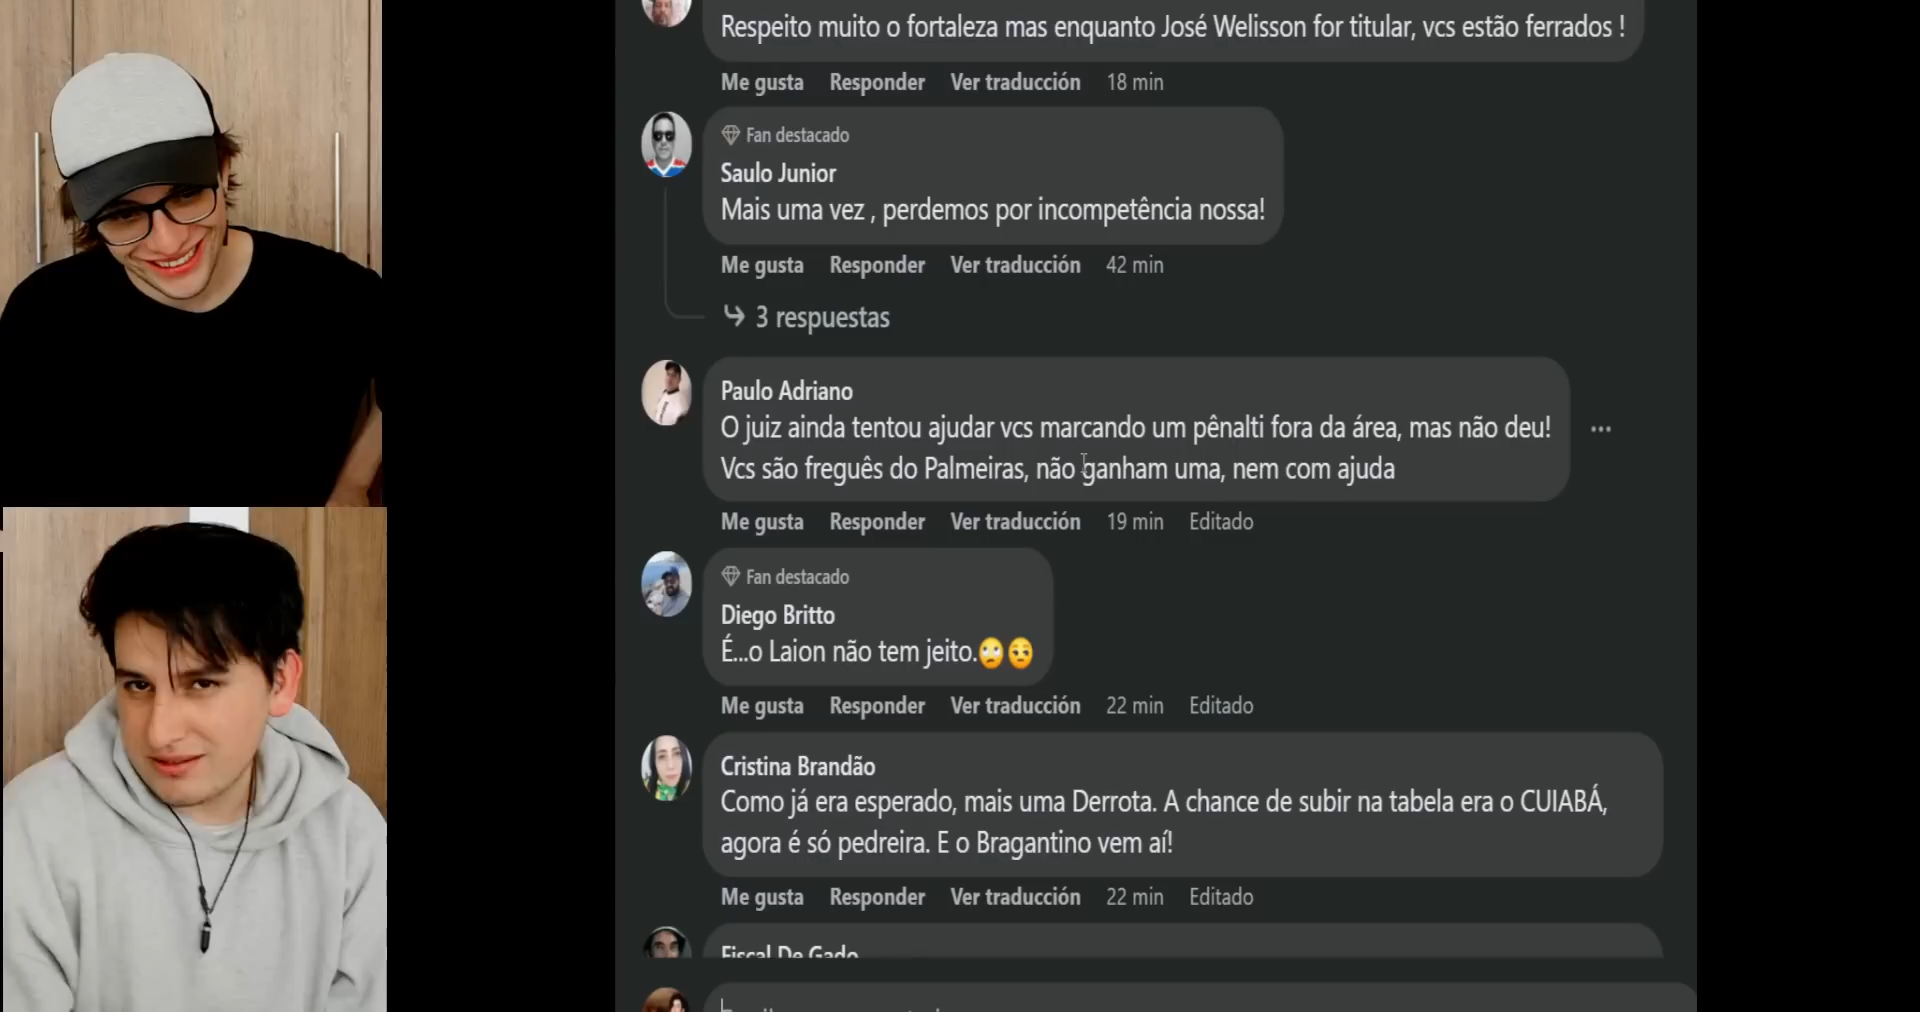 Respeito muito o fortaleza mas enquanto José Welisson for titular, vcs estão ferrados !
Me gusta Responder Ver traducción 18 min
Fan destacado
Saulo Junior
Mais uma vez , perdemos por incompetência nossa!
Me gusta Responder Ver traducción 42 min
3 respuestas
Paulo Adriano
O juiz ainda tentou ajudar vcs marcando um pênalti fora da área, mas não deu!
Vcs são freguês do Palmeiras, não ganham uma, nem com ajuda
Me gusta Responder Ver traducción 19 min Editado
Fan destacado
Diego Britto
É...o Laion não tem jeito.🙄😒
Me gusta Responder Ver traducción 22 min Editado
Cristina Brandão
Como já era esperado, mais uma Derrota. A chance de subir na tabela era o CUIABÁ,
agora é só pedreira. E o Bragantino vem aí!
Me gusta Responder Ver traducción 22 min Editado
Fiscal De Gado